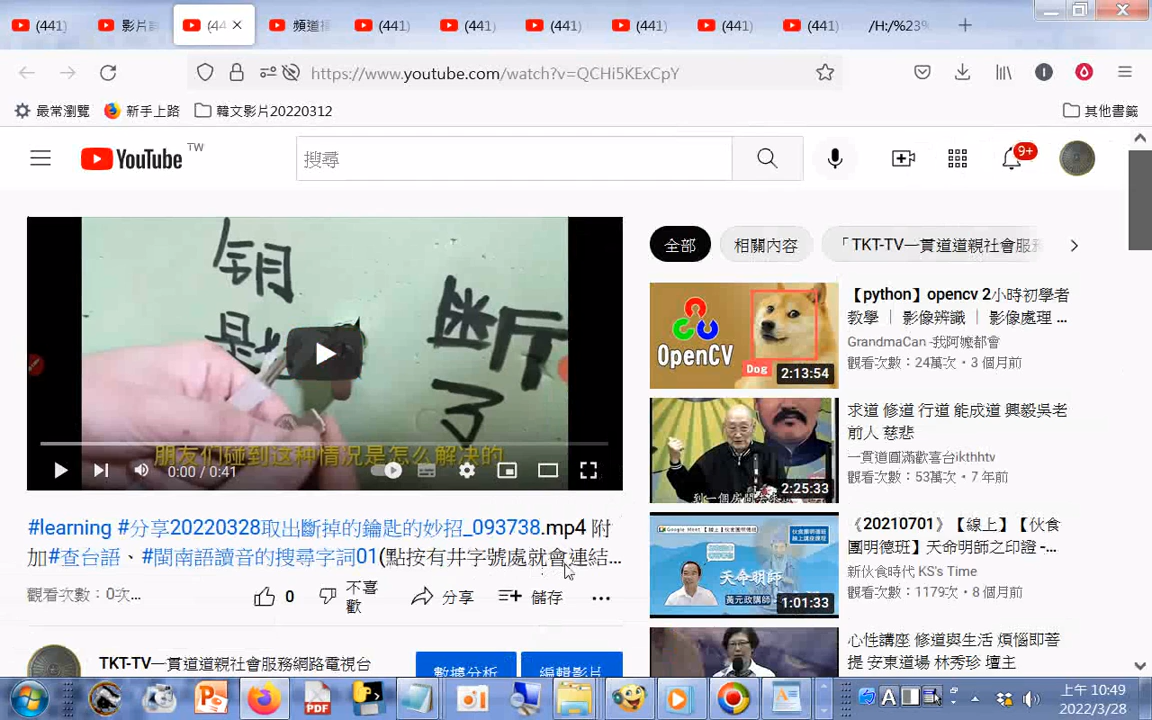 (441)
影片
(44
頻道
(441)
(441)
(441)
(441)
(441)
(441)
/H:/%23
https://www.youtube.com/watch?v=QCHi5KExCpY
最常瀏覽
新手上路
韓文影片20220312
其他書籤
YouTube TW
搜尋
9+
钥
断
了
朋友们碰到这种情况是怎么解决的
0:00 / 0:41
#learning #分享20220328取出斷掉的鑰匙的妙招_093738.mp4 附
加#查台語、#閩南語讀音的搜尋字詞01(點按有井字號處就會連結...
觀看次數：0次...
0
不喜歡
分享
儲存
TKT-TV一貫道道親社會服務網路電視台
數據分析
編輯影片
全部
相關內容
「TKT-TV一貫道道親社會服務
OpenCV
Dog
2:13:54
【python】opencv 2小時初學者
教學 ｜ 影像辨識 ｜ 影像處理 ...
GrandmaCan -我阿嬤都會
觀看次數：24萬次・3 個月前
2:25:33
求道 修道 行道 能成道 興毅吳老
前人 慈悲
一貫道圓滿歡喜台ikthhtv
觀看次數：53萬次・7 年前
天命明師
黃元政講師
1:01:33
《20210701》【線上】【伙食
團明德班】天命明師之印證 -...
新伙食時代 KS's Time
觀看次數：1179次・8 個月前
心性講座 修道與生活 煩惱即菩
提 安東道場 林秀珍 壇主
上午 10:49
2022/3/28